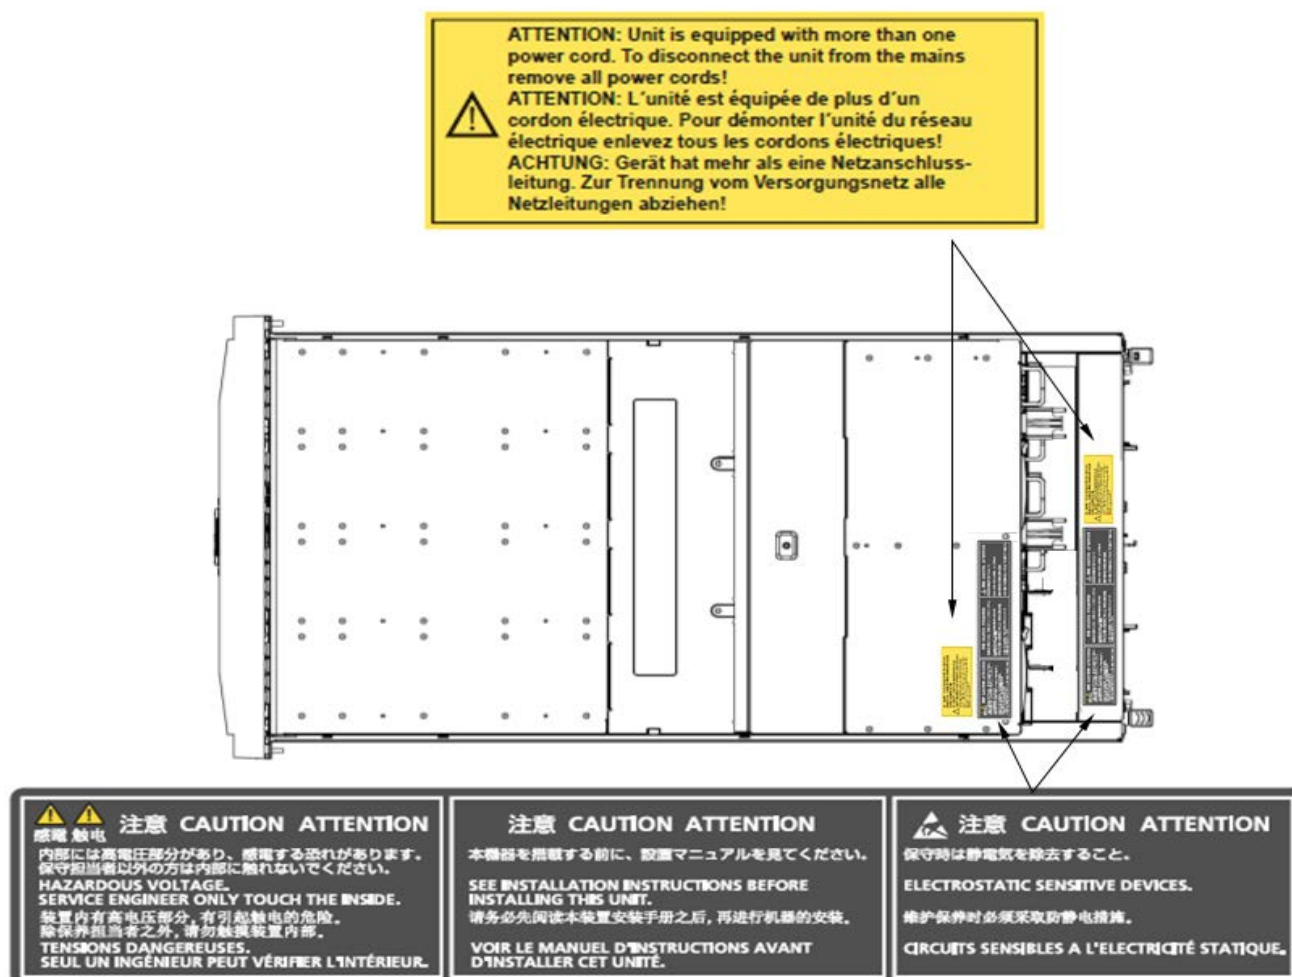 ATTENTION: Unit is equipped with more than one
power cord. To disconnect the unit from the mains
remove all power cords!
ATTENTION: L´unité est équipée de plus d´un
cordon électrique. Pour démonter l´unité du réseau
électrique enlevez tous les cordons électriques!
ACHTUNG: Gerät hat mehr als eine Netzanschluss-
leitung. Zur Trennung vom Versorgungsnetz alle
Netzleitungen abziehen!
感電 触电 注意 CAUTION ATTENTION
内部には高電圧部分があり、感電する恐れがあります。
保守担当者以外の方は内部に触れないでください。
HAZARDOUS VOLTAGE.
SERVICE ENGINEER ONLY TOUCH THE INSIDE.
装置内有高电压部分，有引起触电的危险。
除保养担当者之外，请勿触摸装置内部。
TENSIONS DANGEREUSES.
SEUL UN INGÉNIEUR PEUT VÉRIFIER L'INTÉRIEUR.
注意 CAUTION ATTENTION
本機器を搭載する前に、設置マニュアルを見てください。
SEE INSTALLATION INSTRUCTIONS BEFORE
INSTALLING THIS UNIT.
请务必先阅读本装置安装手册之后，再进行机器的安装。
VOIR LE MANUEL D'INSTRUCTIONS AVANT
D'INSTALLER CET UNITÉ.
注意 CAUTION ATTENTION
保守時は静電気を除去すること。
ELECTROSTATIC SENSITIVE DEVICES.
维护保养时必须采取防静电措施。
CIRCUITS SENSIBLES A L'ELECTRICITÉ STATIQUE.